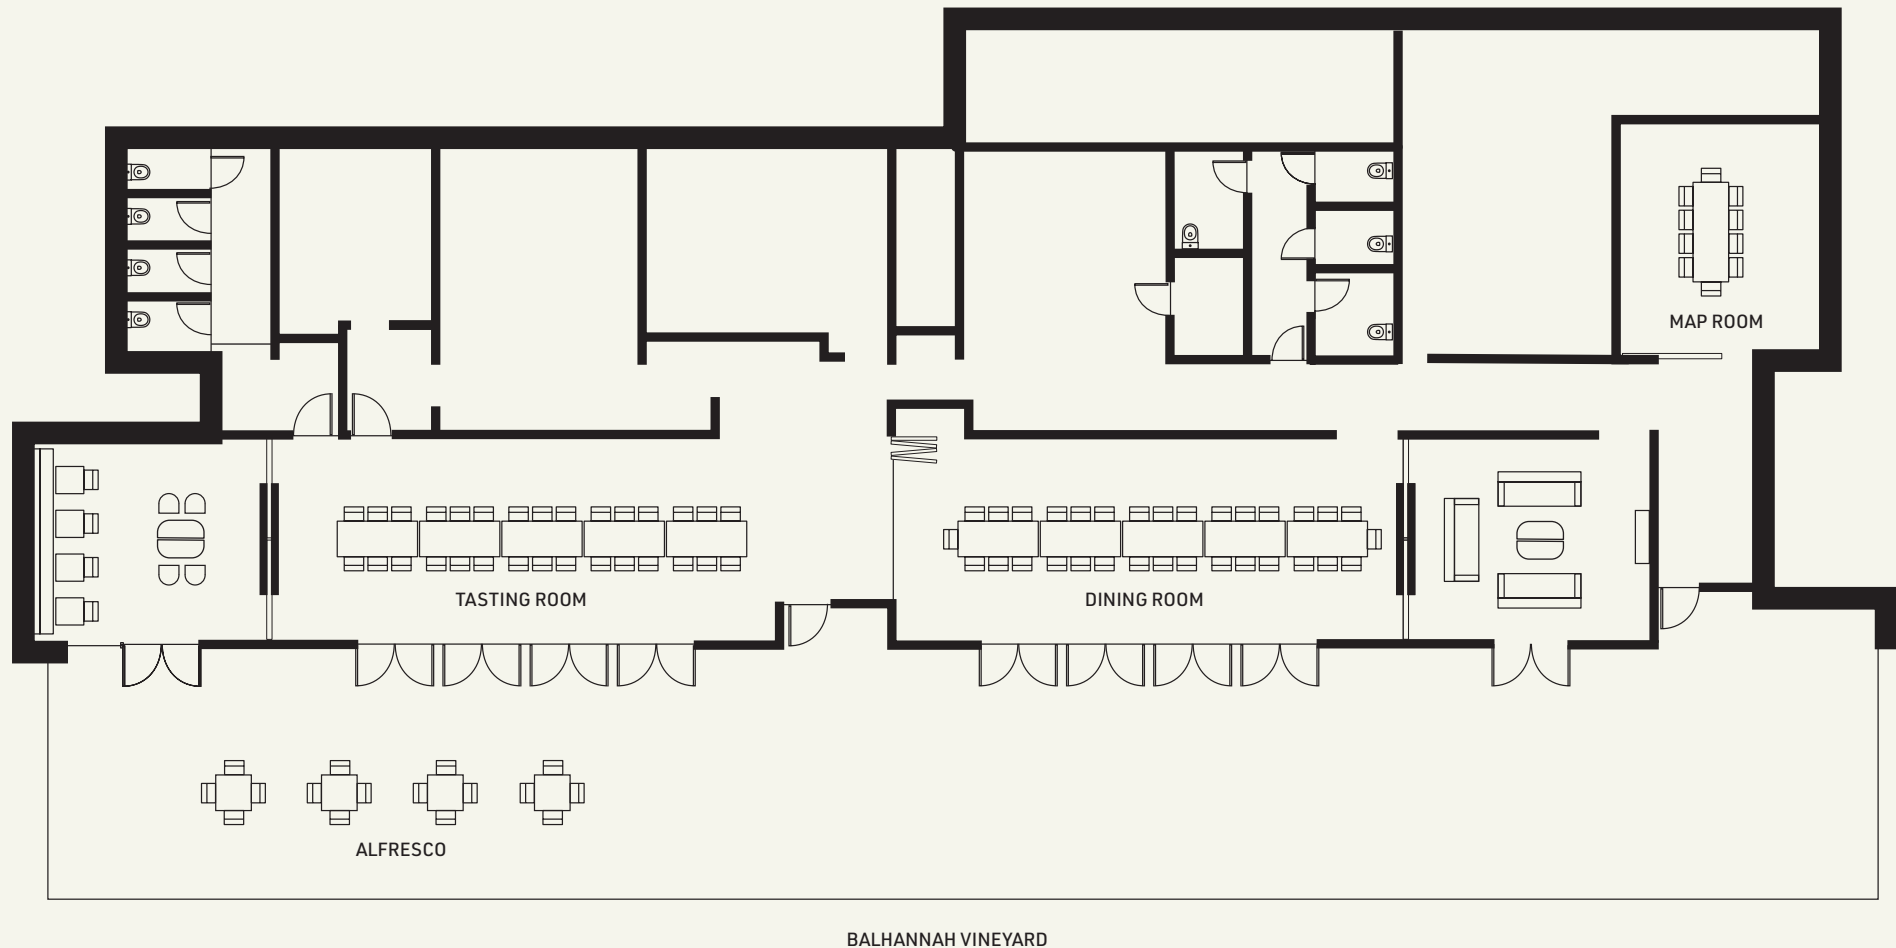 MAP ROOM
TASTING ROOM
DINING ROOM
ALFRESCO
BALHANNAH VINEYARD